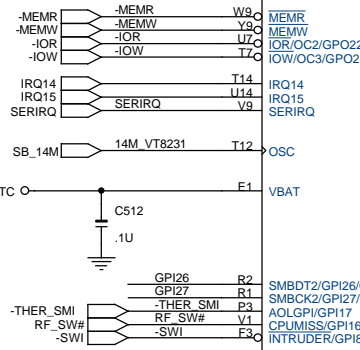 -MEMR -MEMR W9 MEMR
-MEMW -MEMW Y9 MEMW
-IOR -IOR U7 IOR/OC2/GPO22
-IOW -IOW T7 IOW/OC3/GPO2
IRQ14 T14 IRQ14
IRQ15 U14 IRQ15
SERIRQ SERIRQ V9 SERIRQ
SB_14M 14M_VT8231 T12 OSC
TC E1 VBAT
C512
.1U
GPI26 R2 SMBDT2/GPI26/
GPI27 R1 SMBCK2/GPI27/
-THER_SMI -THER_SMI P3 AOLGPI/GPI17
RF_SW# RF_SW# V1 CPUMISS/GPI16
-SWI -SWI F3 INTRUDER/GPI8